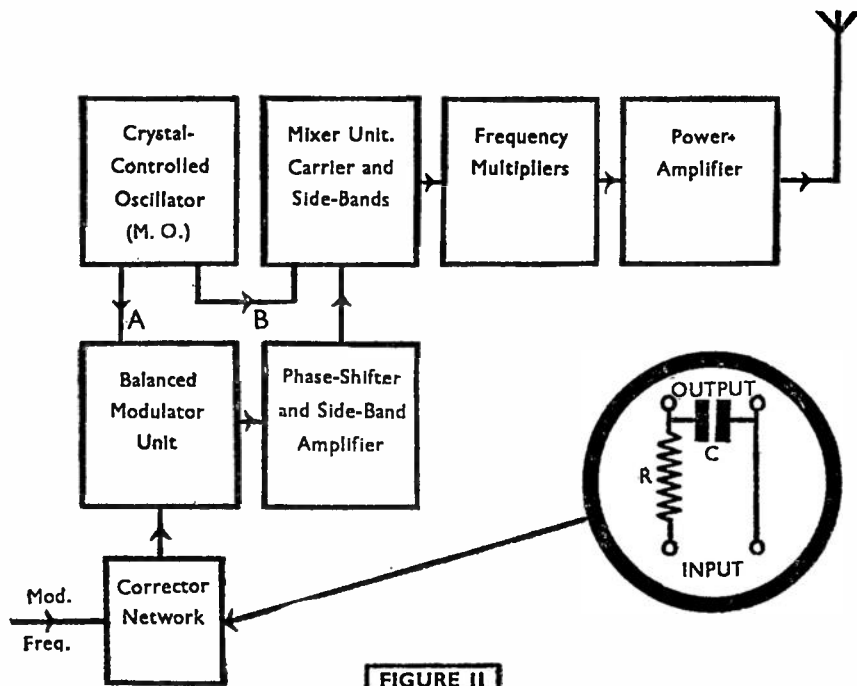 Crystal-
Controlled
Oscillator
(M. O.)
Mixer Unit.
Carrier and
Side-Bands
Frequency
Multipliers
Power-
Amplifier
A
B
Balanced
Modulator
Unit
Phase-Shifter
and Side-Band
Amplifier
OUTPUT
C
R
INPUT
Mod.
Freq.
Corrector
Network
FIGURE II